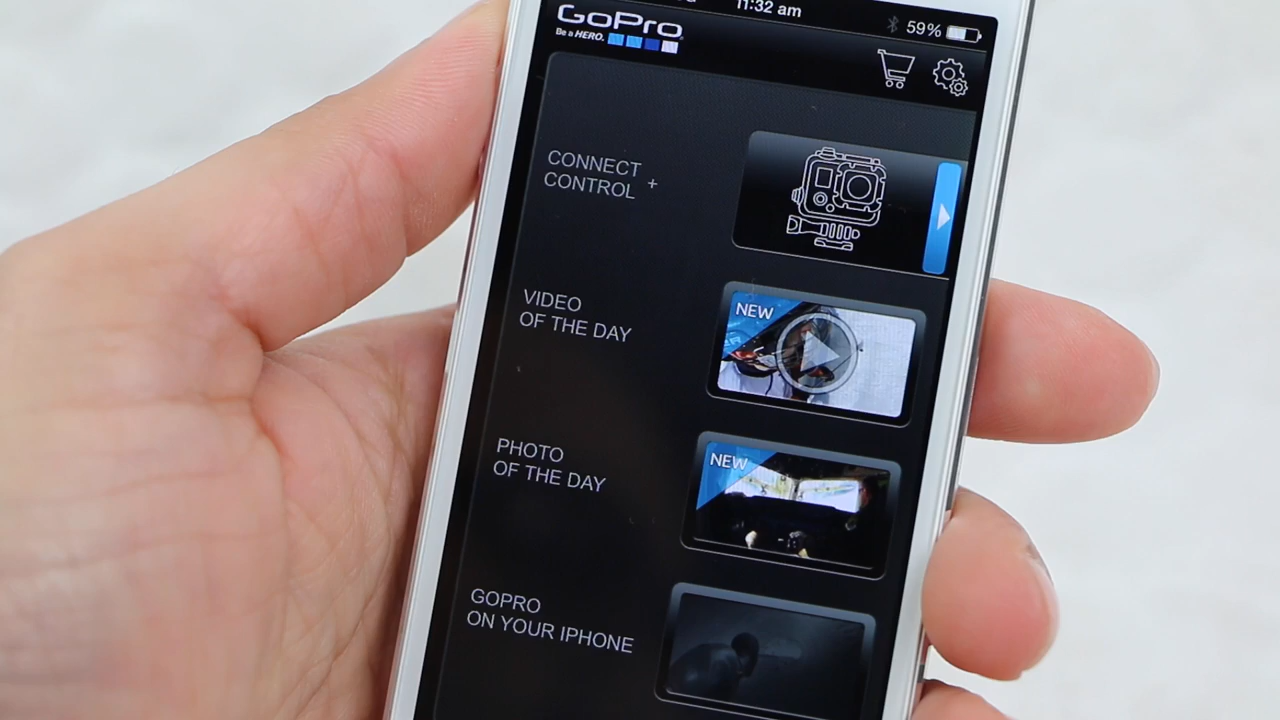 11:32 am
59%
GoPro
Be a HERO.
CONNECT +
CONTROL
VIDEO
OF THE DAY
NEW
PHOTO
OF THE DAY
NEW
GOPRO
ON YOUR IPHONE